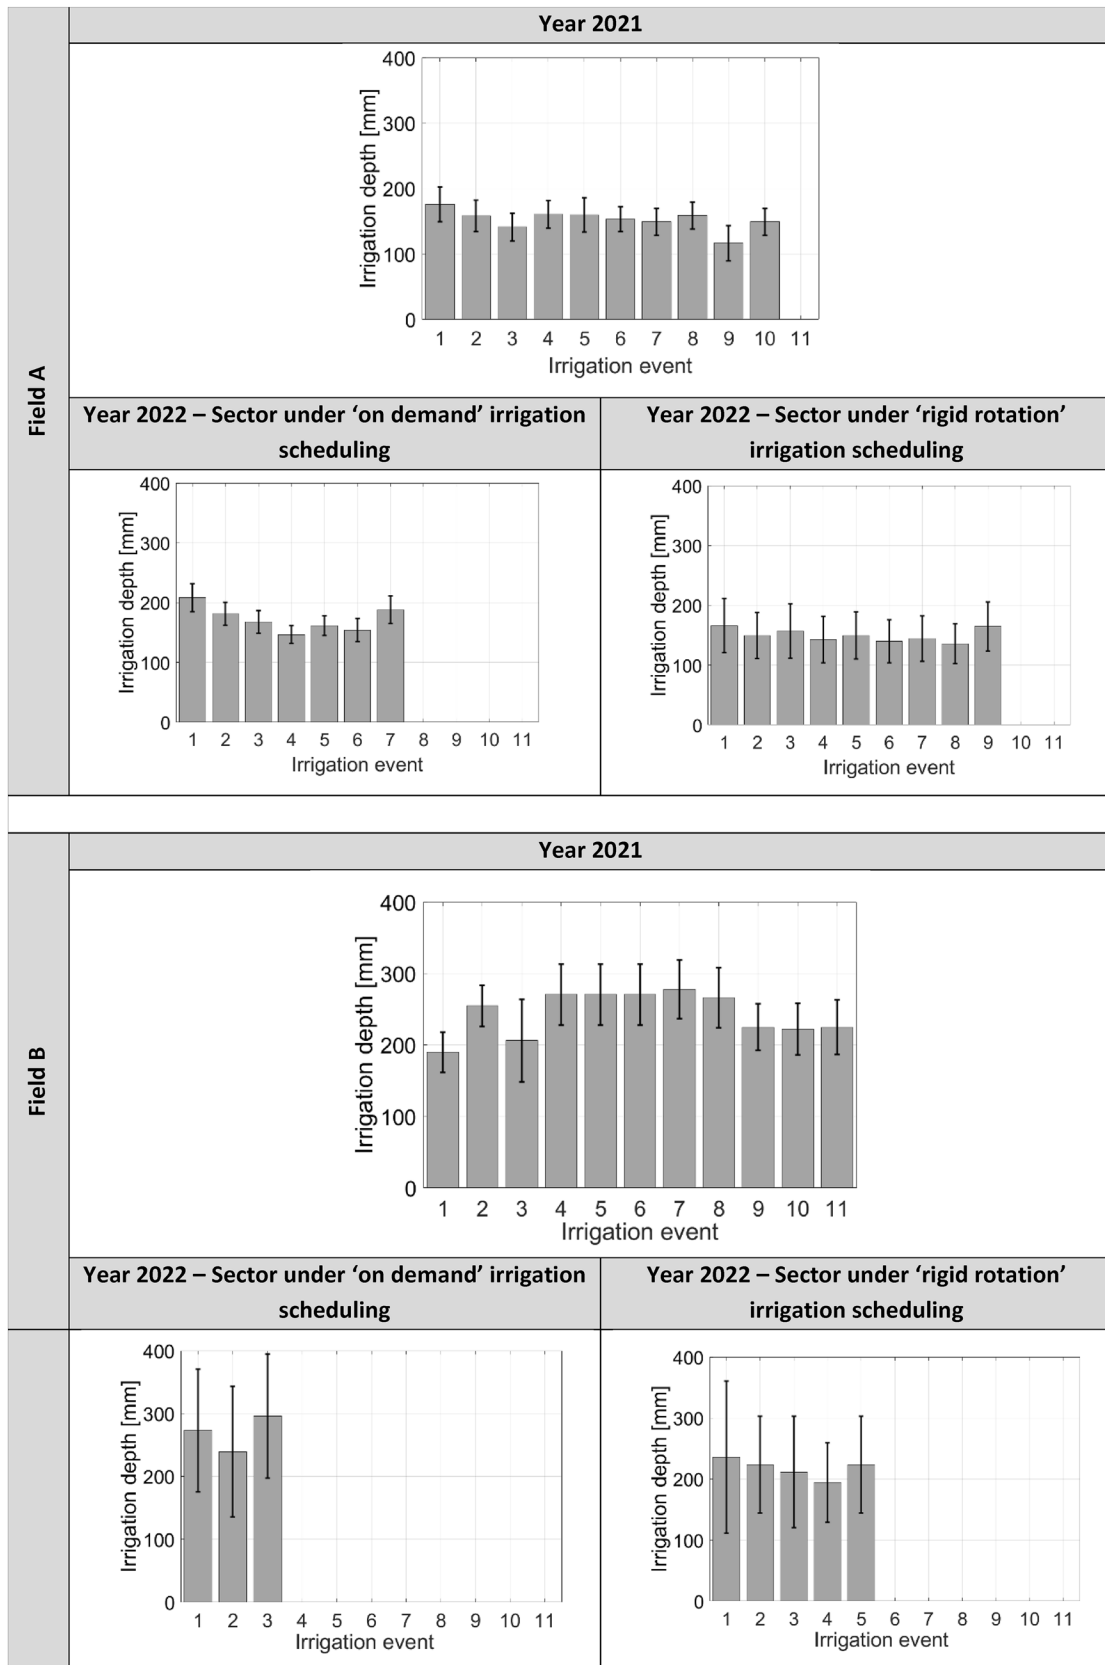 Field A
Year 2021
Irrigation depth [mm]
400
300
200
100
0
1 2 3 4 5 6 7 8 9 10 11
Irrigation event
Year 2022 – Sector under ‘on demand’ irrigation
scheduling
Year 2022 – Sector under ‘rigid rotation’
irrigation scheduling
Irrigation depth [mm]
400
300
200
100
0
1 2 3 4 5 6 7 8 9 10 11
Irrigation event
Irrigation depth [mm]
400
300
200
100
0
1 2 3 4 5 6 7 8 9 10 11
Irrigation event
Field B
Year 2021
Irrigation depth [mm]
400
300
200
100
0
1 2 3 4 5 6 7 8 9 10 11
Irrigation event
Year 2022 – Sector under ‘on demand’ irrigation
scheduling
Year 2022 – Sector under ‘rigid rotation’
irrigation scheduling
Irrigation depth [mm]
400
300
200
100
0
1 2 3 4 5 6 7 8 9 10 11
Irrigation event
Irrigation depth [mm]
400
300
200
100
0
1 2 3 4 5 6 7 8 9 10 11
Irrigation event